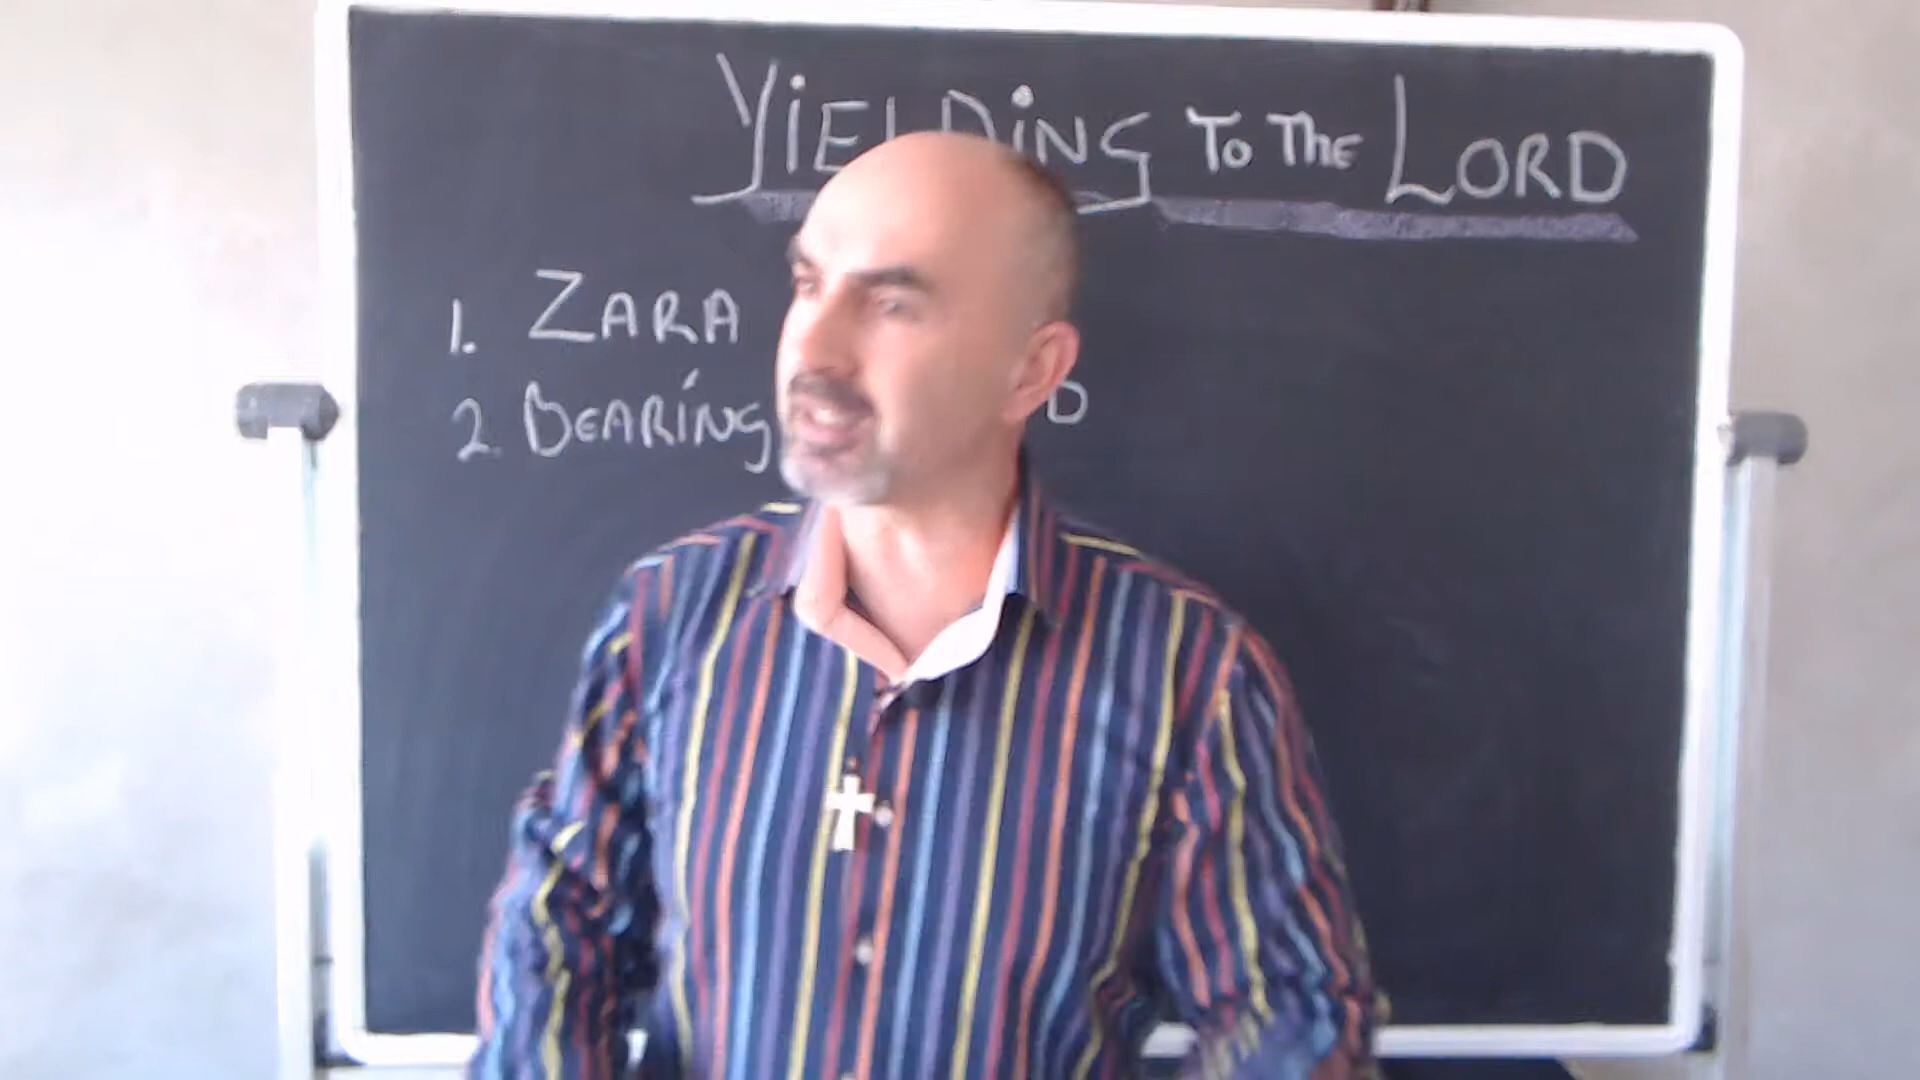 YiELDiNG To The LORD
1. ZARA
2. BEARiNG